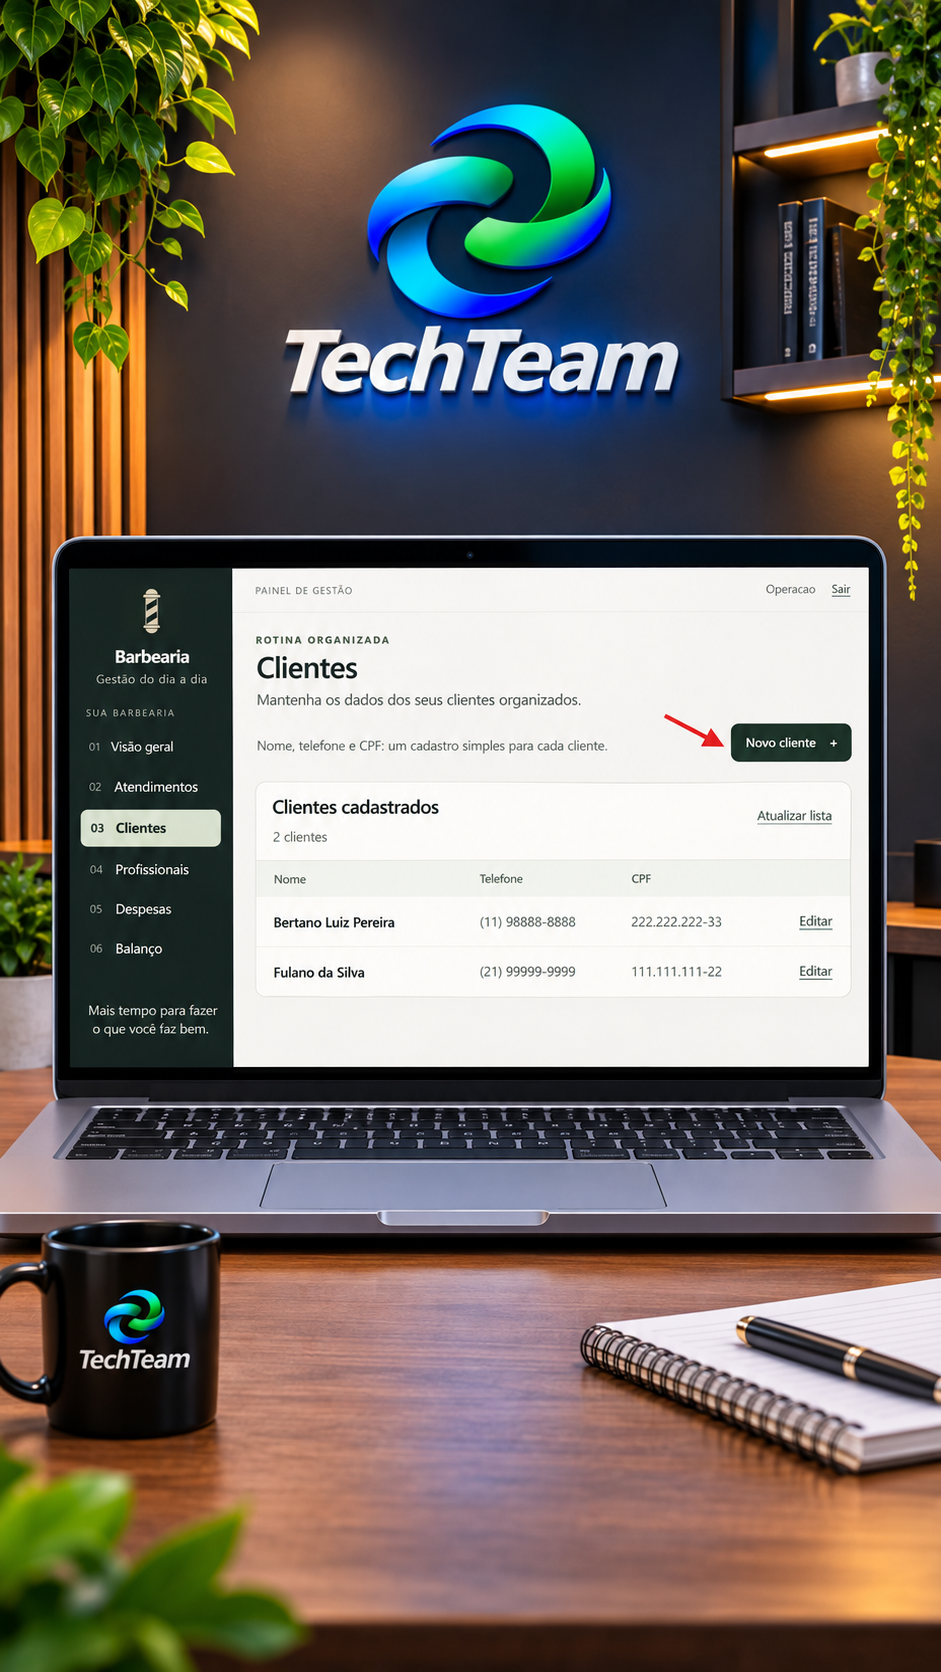 TechTeam
Barbearia
Gestão do dia a dia
SUA BARBEARIA
01 Visão geral
02 Atendimentos
03 Clientes
04 Profissionais
05 Despesas
06 Balanço
Mais tempo para fazer
o que você faz bem.
PAINEL DE GESTÃO
Operacao Sair
ROTINA ORGANIZADA
Clientes
Mantenha os dados dos seus clientes organizados.
Nome, telefone e CPF: um cadastro simples para cada cliente.
Novo cliente +
Clientes cadastrados
2 clientes
Atualizar lista
Nome Telefone CPF
Bertano Luiz Pereira (11) 98888-8888 222.222.222-33 Editar
Fulano da Silva (21) 99999-9999 111.111.111-22 Editar
TechTeam